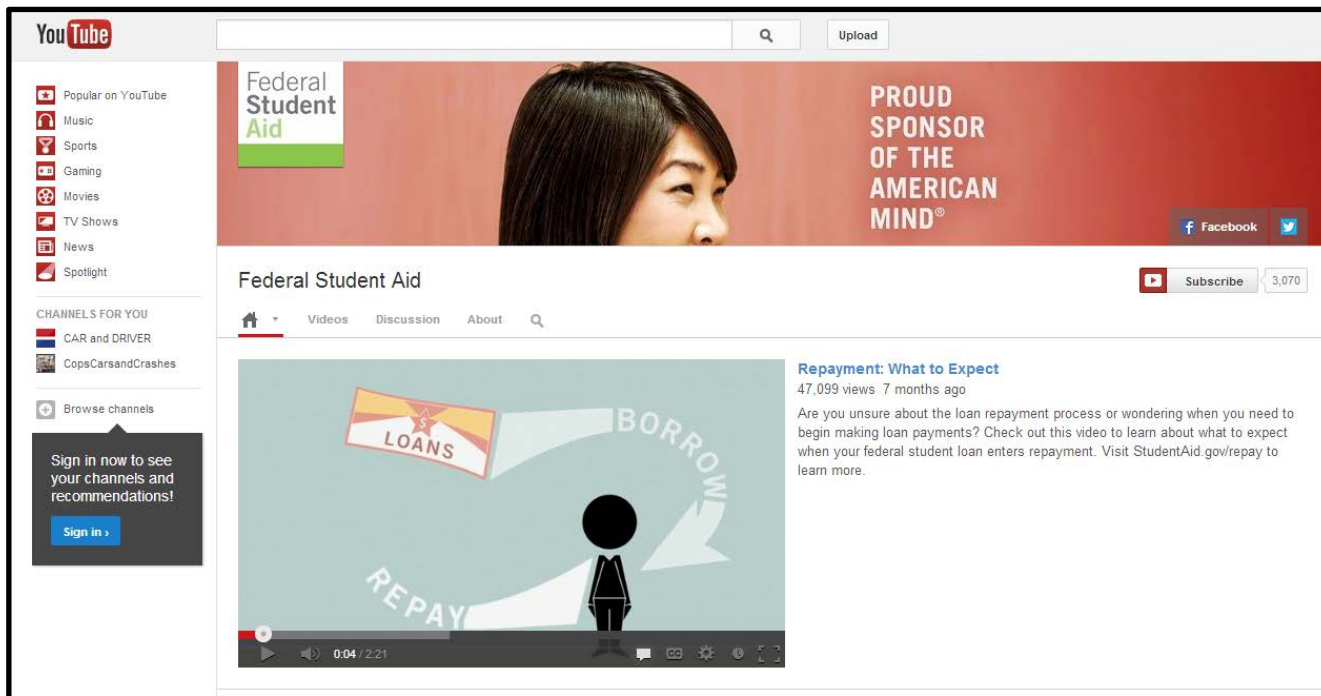 YouTube
Upload
Popular on YouTube
Music
Sports
Gaming
Movies
TV Shows
News
Spotlight
CHANNELS FOR YOU
CAR and DRIVER
CopsCarsandCrashes
Browse channels
Sign in now to see
your channels and
recommendations!
Sign in ›
Federal
Student
Aid
PROUD
SPONSOR
OF THE
AMERICAN
MIND®
Facebook
Federal Student Aid
Subscribe 3,070
Videos Discussion About
LOANS
BORROW
REPAY
0:04 / 2:21
CC
Repayment: What to Expect
47,099 views 7 months ago
Are you unsure about the loan repayment process or wondering when you need to
begin making loan payments? Check out this video to learn about what to expect
when your federal student loan enters repayment. Visit StudentAid.gov/repay to
learn more.